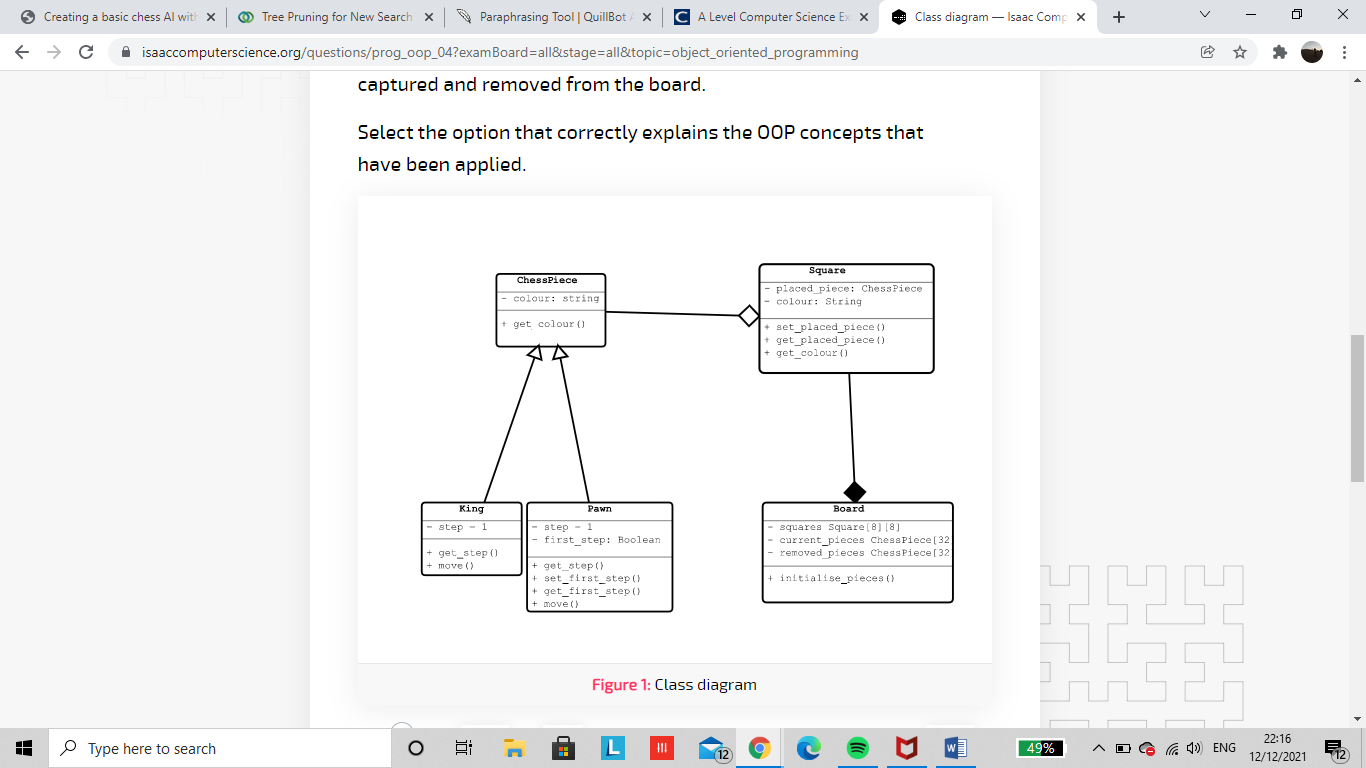 Creating a basic chess AI wit
Tree Pruning for New Search
Paraphrasing Tool | QuillBot
A Level Computer Science Ex
Class diagram — Isaac Comp
isaaccomputerscience.org/questions/prog_oop_04?examBoard=all&stage=all&topic=object_oriented_programming
captured and removed from the board.
Select the option that correctly explains the OOP concepts that
have been applied.
ChessPiece
- colour: string
+ get_colour()
Square
- placed_piece: ChessPiece
- colour: String
+ set_placed_piece()
+ get_placed_piece()
+ get_colour()
King
- step - 1
+ get_step()
+ move()
Pawn
- step - 1
- first_step: Boolean
+ get_step()
+ set_first_step()
+ get_first_step()
+ move()
Board
- squares Square[8][8]
- current_pieces ChessPiece[32
- removed_pieces ChessPiece[32
+ initialise_pieces()
Figure 1: Class diagram
Type here to search
L
12
W
49%
ENG
22:16
12/12/2021
12